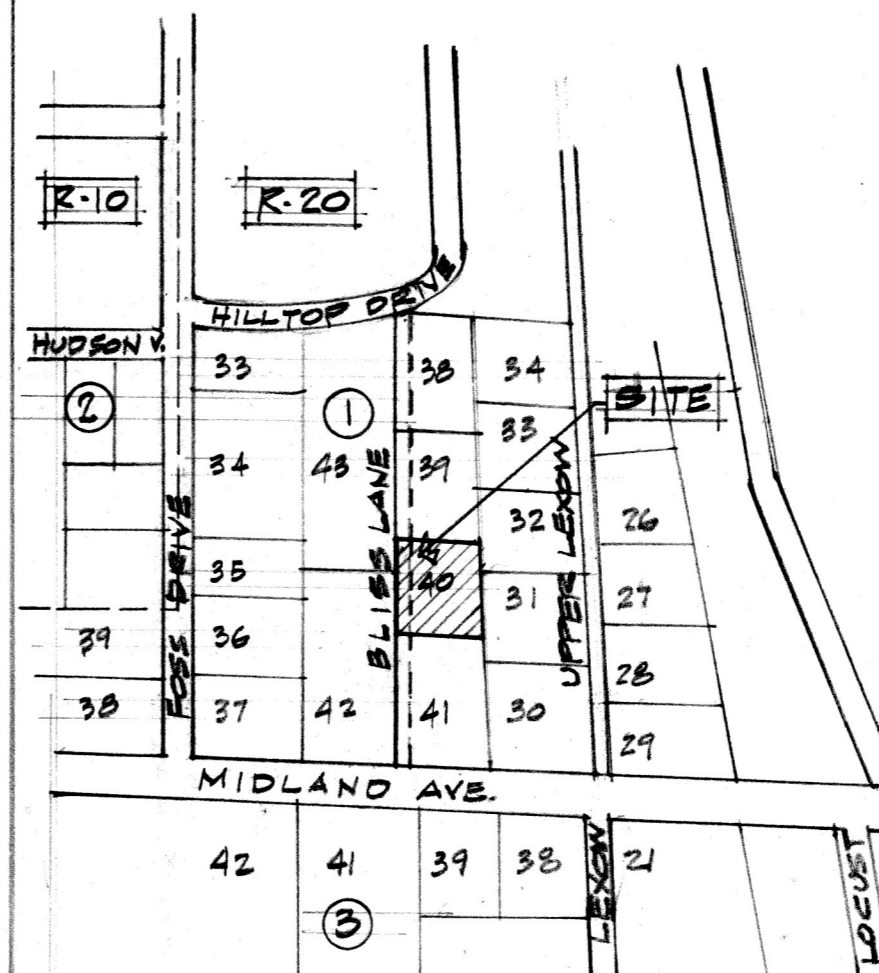 R-10
R-20
HILLTOP DRIVE
HUDSON V.
33
38
34
SITE
2
1
33
34
43
39
BLISS LANE
UPPER LEXOW
32
26
FOSS DRIVE
35
40
31
27
39
36
28
38
37
42
41
30
29
MIDLAND AVE.
42
41
39
38
LEXOW
21
LOCUST
3